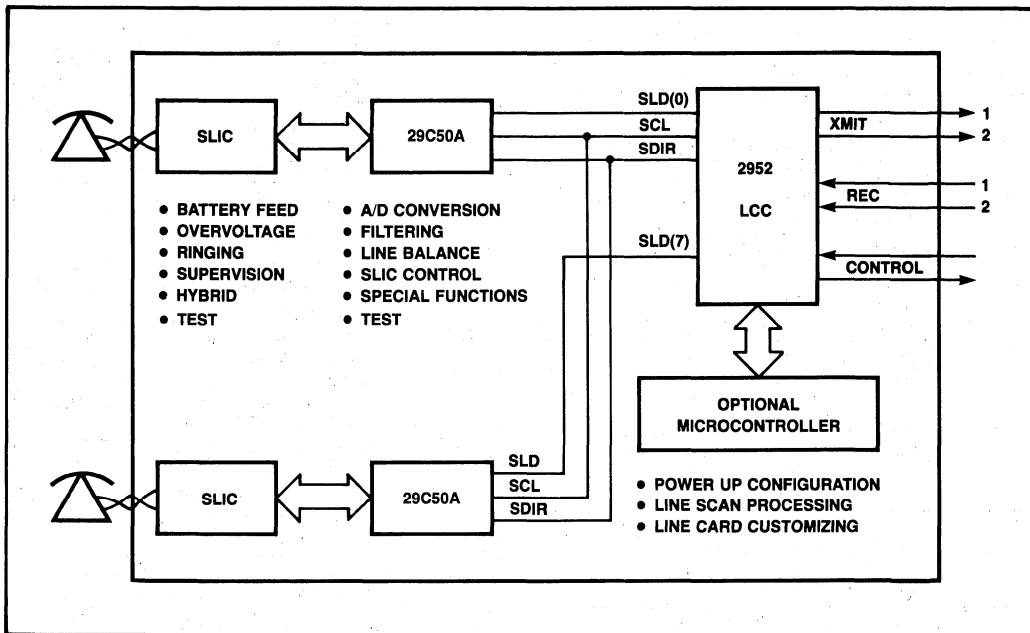 SLIC
29C50A
SLD(0)
SCL
SDIR
2952
LCC
XMIT
1
2
REC
1
2
CONTROL
SLD(7)
• BATTERY FEED
• OVERVOLTAGE
• RINGING
• SUPERVISION
• HYBRID
• TEST
• A/D CONVERSION
• FILTERING
• LINE BALANCE
• SLIC CONTROL
• SPECIAL FUNCTIONS
• TEST
OPTIONAL
MICROCONTROLLER
SLIC
29C50A
SLD
SCL
SDIR
• POWER UP CONFIGURATION
• LINE SCAN PROCESSING
• LINE CARD CUSTOMIZING